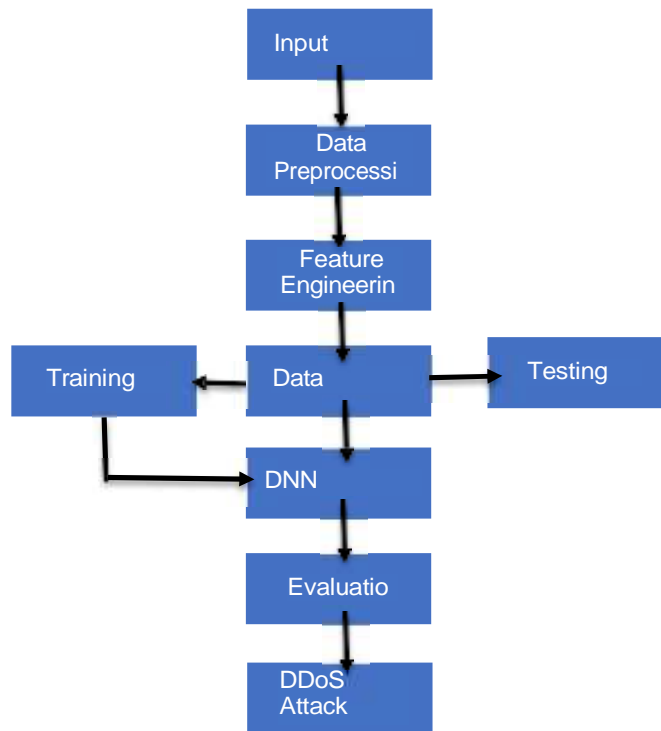 Input
Data
Preprocessi
Feature
Engineerin
Training
Data
Testing
DNN
Evaluatio
DDoS
Attack